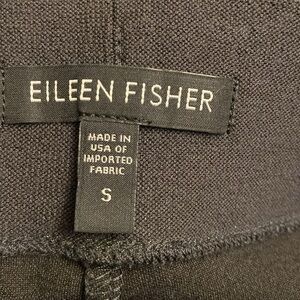 EILEEN FISHER
MADE IN
USA OF
IMPORTED
FABRIC
S